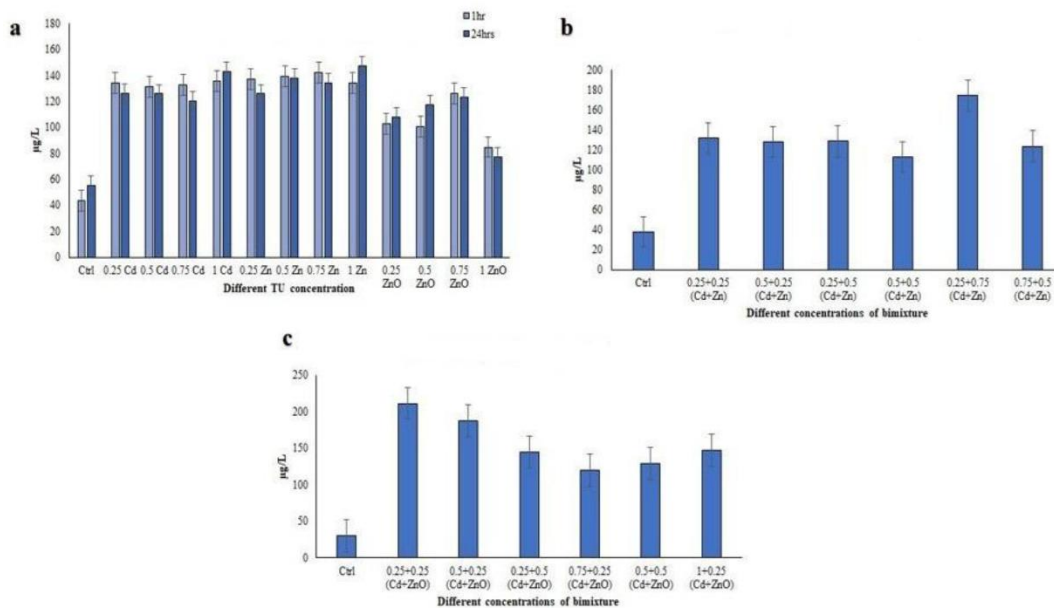 a
1hr
24hrs
180
160
140
120
100
80
60
40
20
0
µg/L
Ctrl 0.25 Cd 0.5 Cd 0.75 Cd 1 Cd 0.25 Zn 0.5 Zn 0.75 Zn 1 Zn 0.25 0.5 0.75 1 ZnO
ZnO ZnO ZnO
Different TU concentration
b
200
180
160
140
120
100
80
60
40
20
0
µg/L
Ctrl 0.25+0.25 0.5+0.25 0.25+0.5 0.5+0.5 0.25+0.75 0.75+0.5
(Cd+Zn) (Cd+Zn) (Cd+Zn) (Cd+Zn) (Cd+Zn) (Cd+Zn)
Different concentrations of bimixture
c
250
200
150
100
50
0
µg/L
Ctrl 0.25+0.25 0.5+0.25 0.25+0.5 0.75+0.25 0.5+0.5 1+0.25
(Cd+ZnO) (Cd+ZnO) (Cd+ZnO) (Cd+ZnO) (Cd+ZnO) (Cd+ZnO)
Different concentrations of bimixture